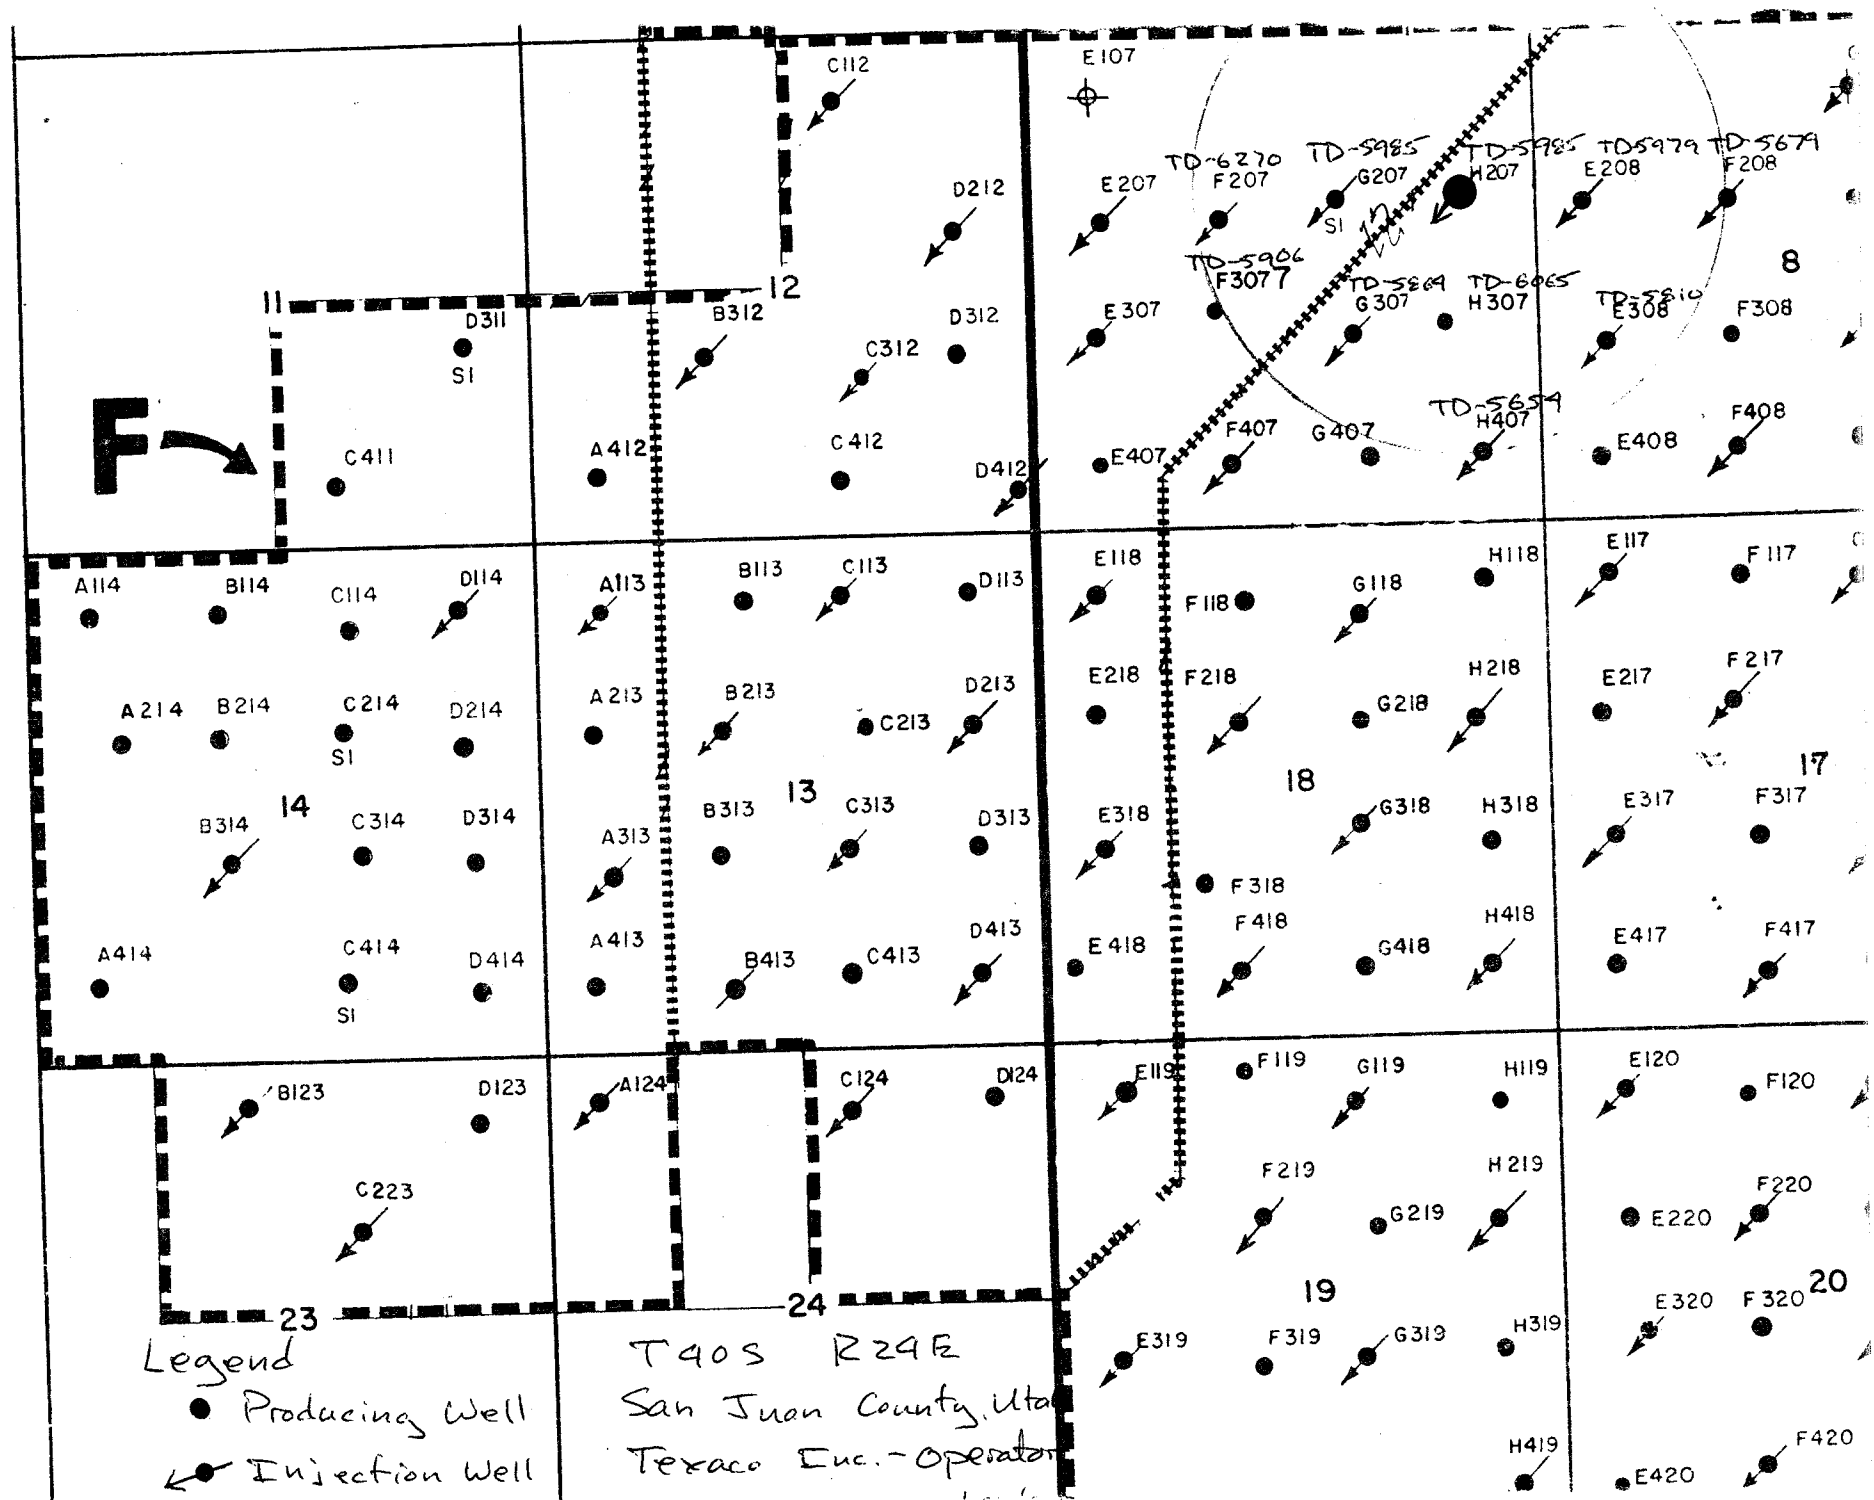 E107
C112
TD-6270 TD-5985 TD-5985 TD5979 TD-5679
D212 E207 F207 G207 H207 E208 F208
SI
12
TD-5906
8
F3077
TD-5864 TD-6065 TD-5810
11 12
D311 B312 D312 E307 G307 H307 E308 F308
C312
SI
F
TD-5654
C411 A412 C412 D412 E407 F407 G407 H407 E408 F408
A114 B114 C114 D114 A113 B113 C113 D113 E118 F118 G118 H118 E117 F117
A214 B214 C214 D214 A213 B213 C213 D213 E218 F218 G218 H218 E217 F217
SI
14 13 18 17
B314 C314 D314 A313 B313 C313 D313 E318 G318 H318 E317 F317
F318
A414 C414 D414 A413 B413 C413 D413 E418 F418 G418 H418 E417 F417
SI
B123 D123 A124 C124 D124 E119 F119 G119 H119 E120 F120
C223 F219 G219 H219 E220 F220
23 24 19 20
E319 F319 G319 H319 E320 F320
H419 E420 F420
Legend
Producing Well
Injection Well
T40S R24E
San Juan County, Uta
Texaco Inc.-Operator